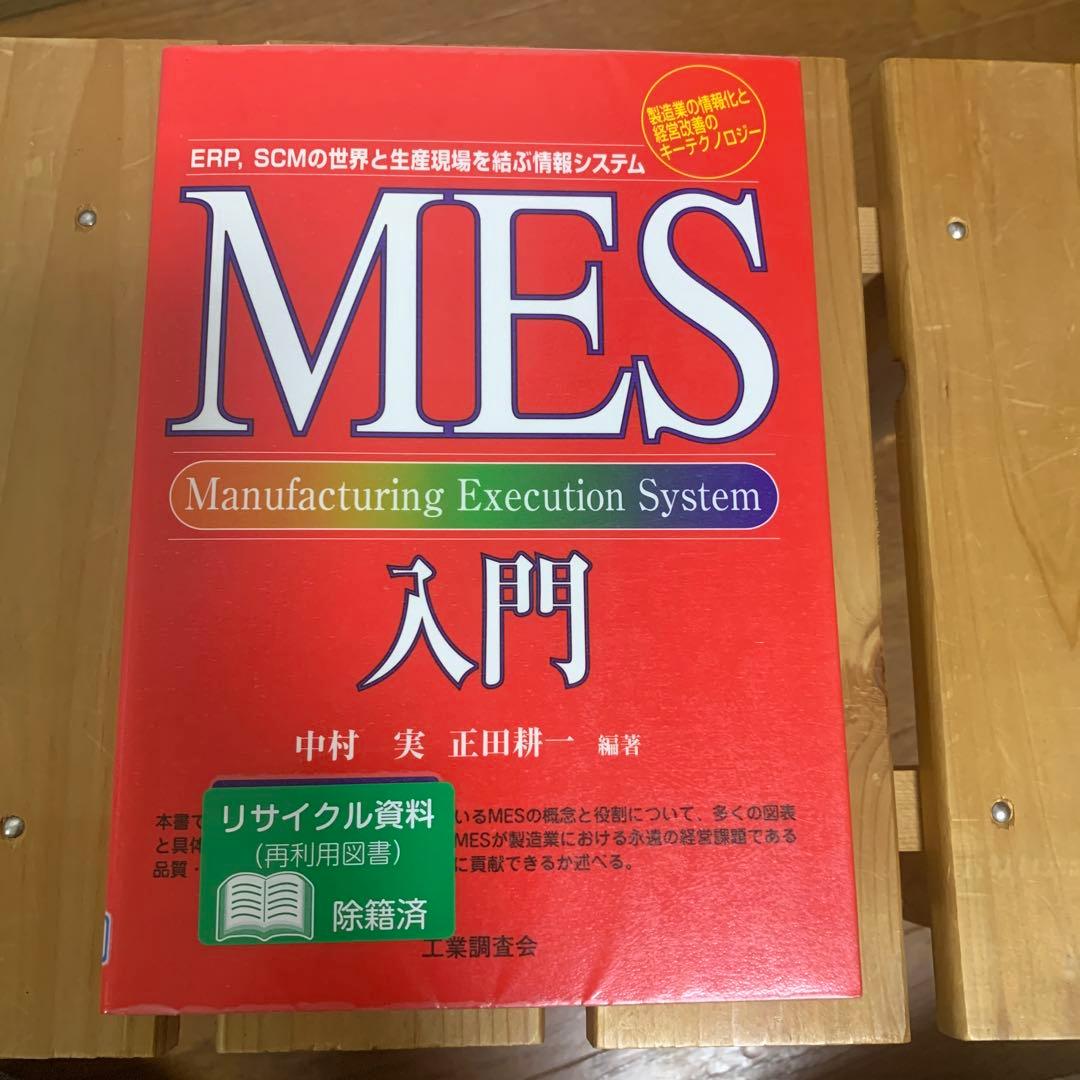 製造業の情報化と
経営改善の
キーテクノロジー
ERP, SCMの世界と生産現場を結ぶ情報システム
MES
Manufacturing Execution System
入門
中村 実 正田耕一 編著
本書で いるMESの概念と役割について、多くの図表
と具体 MESが製造業における永遠の経営課題である
品質・ に貢献できるか述べる。
リサイクル資料
(再利用図書)
除籍済
工業調査会